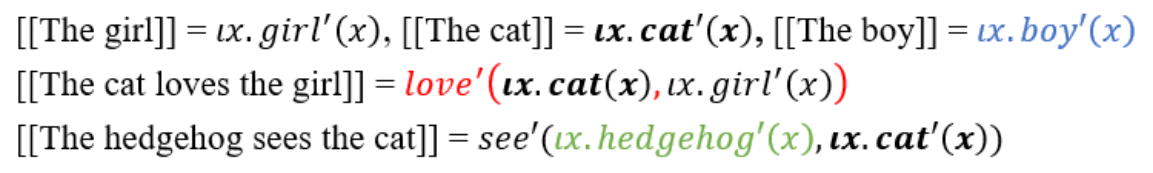 [[The girl]] = ιx. girl′(x), [[The cat]] = ιx. cat′(x), [[The boy]] = ιx. boy′(x)
[[The cat loves the girl]] = love′(ιx. cat(x), ιx. girl′(x))
[[The hedgehog sees the cat]] = see′(ιx. hedgehog′(x), ιx. cat′(x))